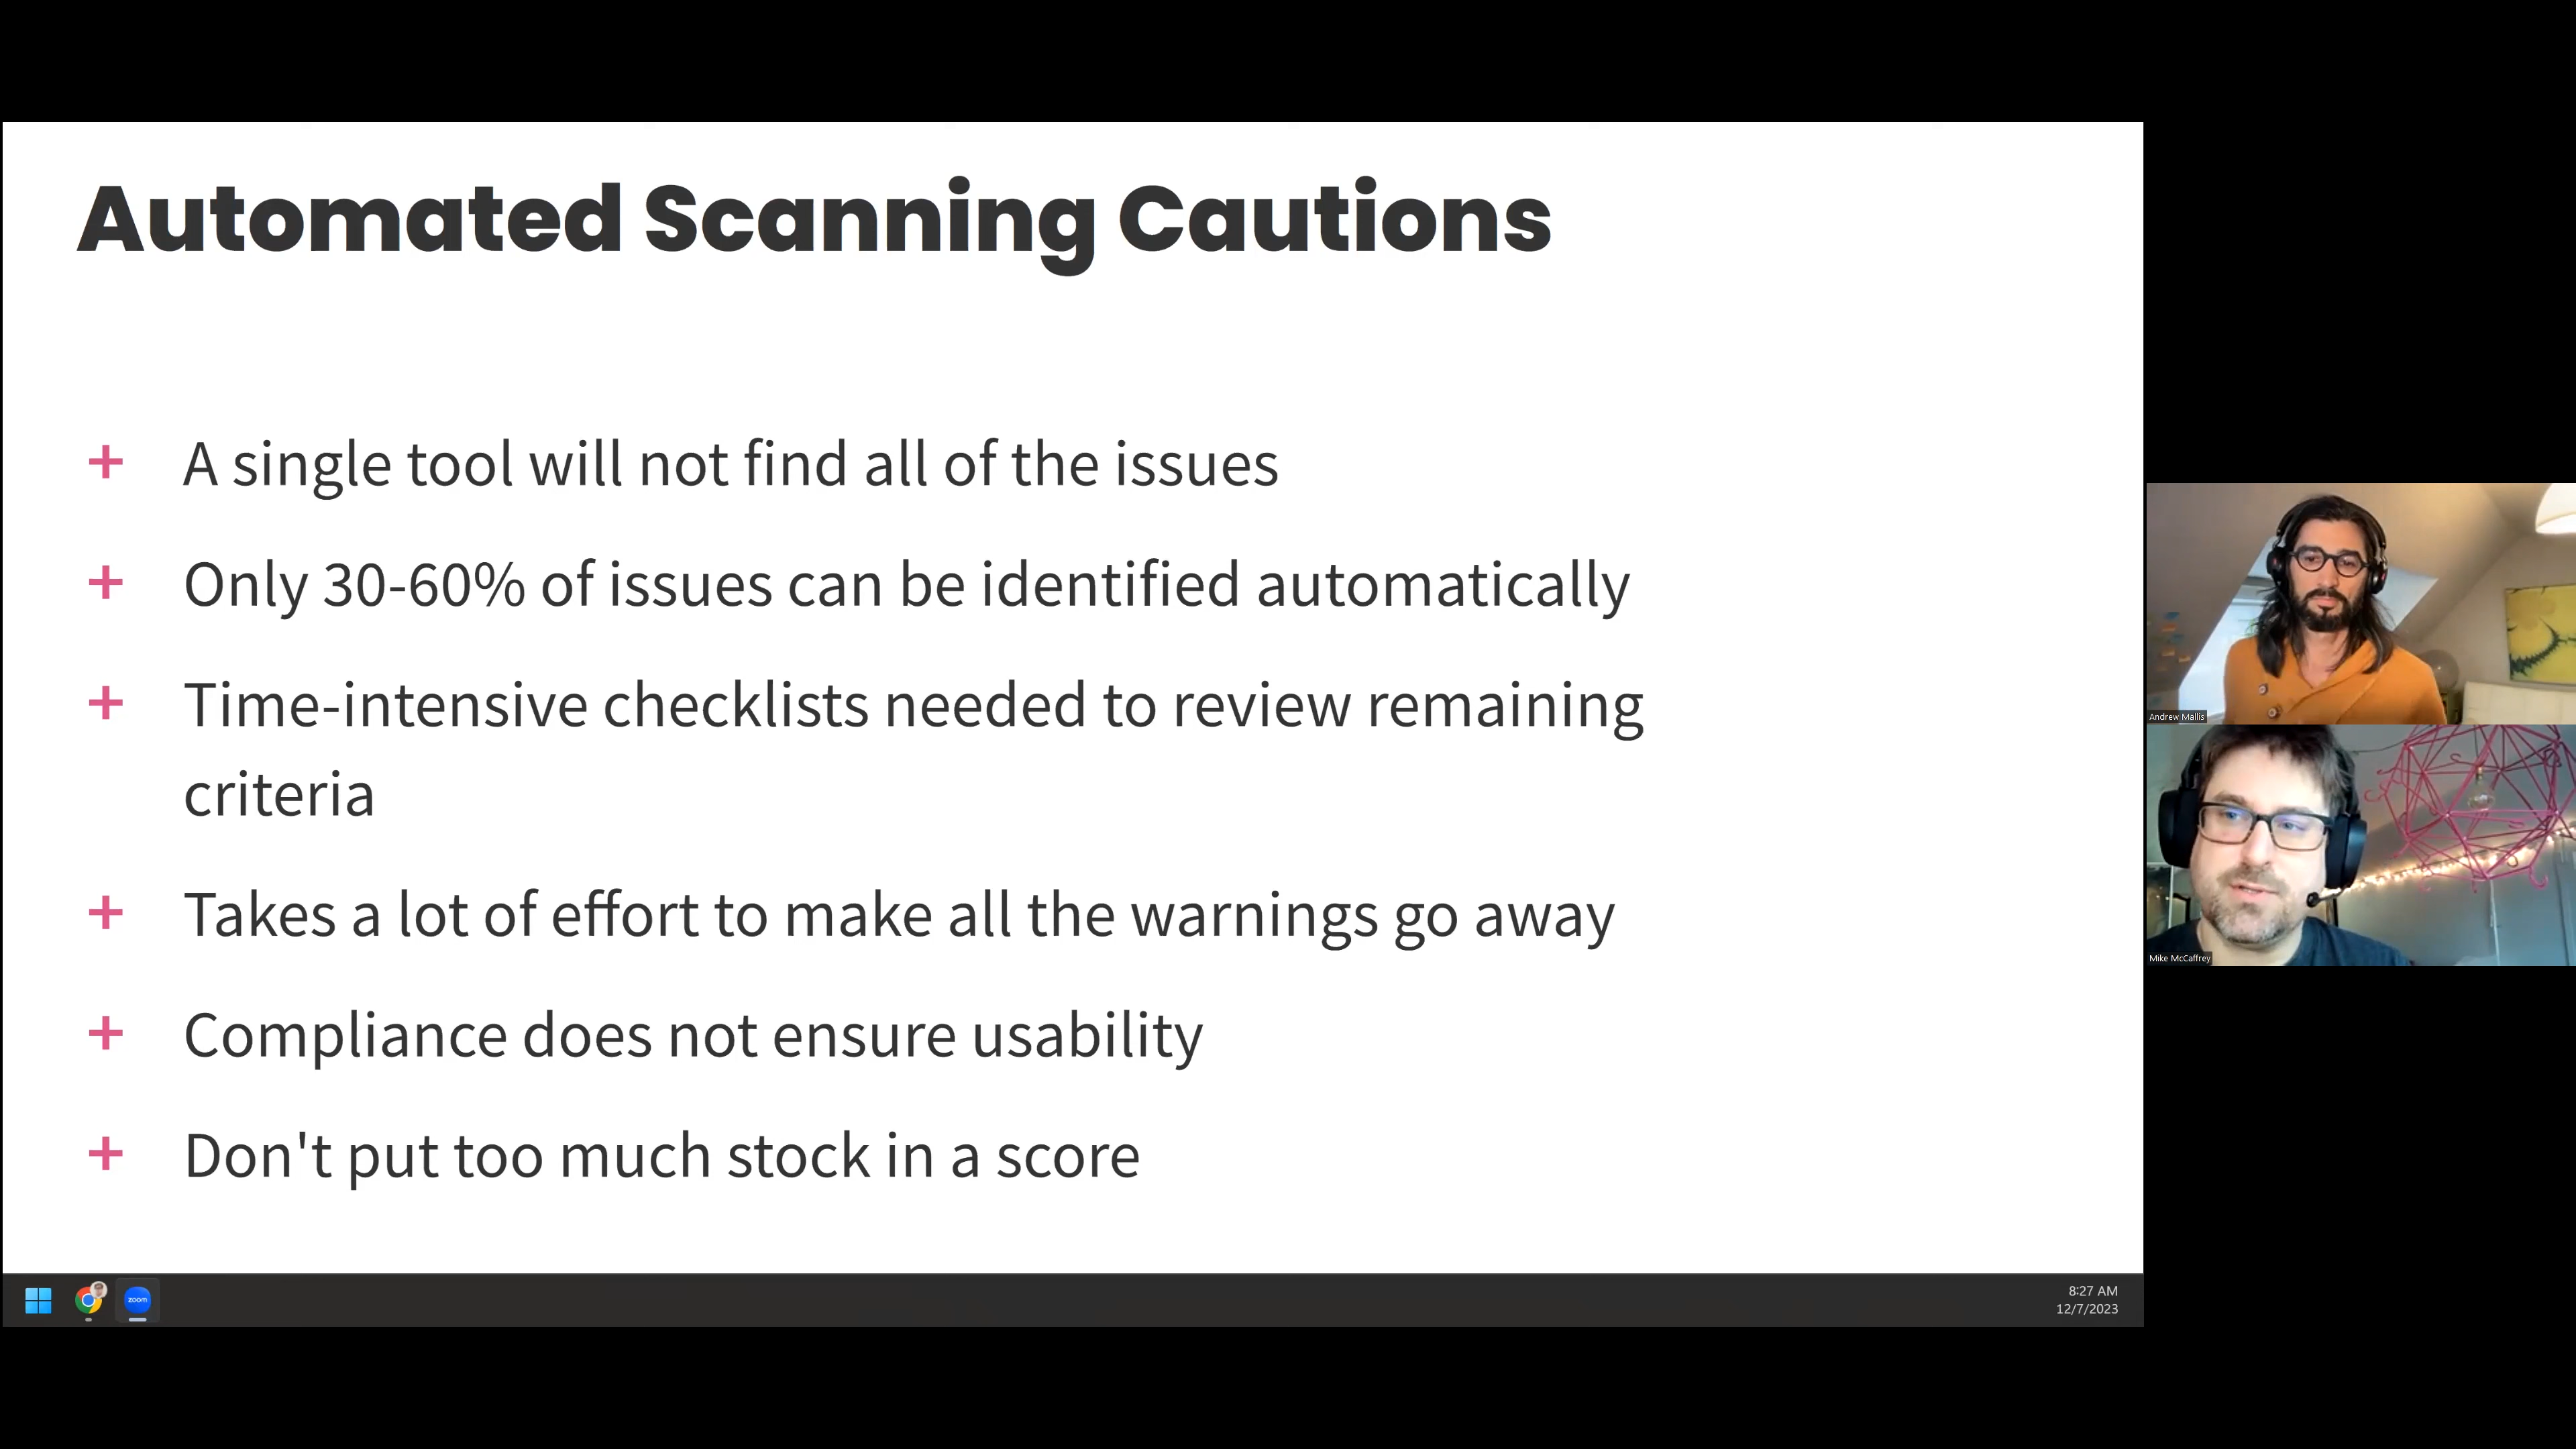 Automated Scanning Cautions
+ A single tool will not find all of the issues
+ Only 30-60% of issues can be identified automatically
+ Time-intensive checklists needed to review remaining
criteria
+ Takes a lot of effort to make all the warnings go away
+ Compliance does not ensure usability
+ Don't put too much stock in a score
Andrew Mallis
Mike McCaffrey
zoom
8:27 AM
12/7/2023